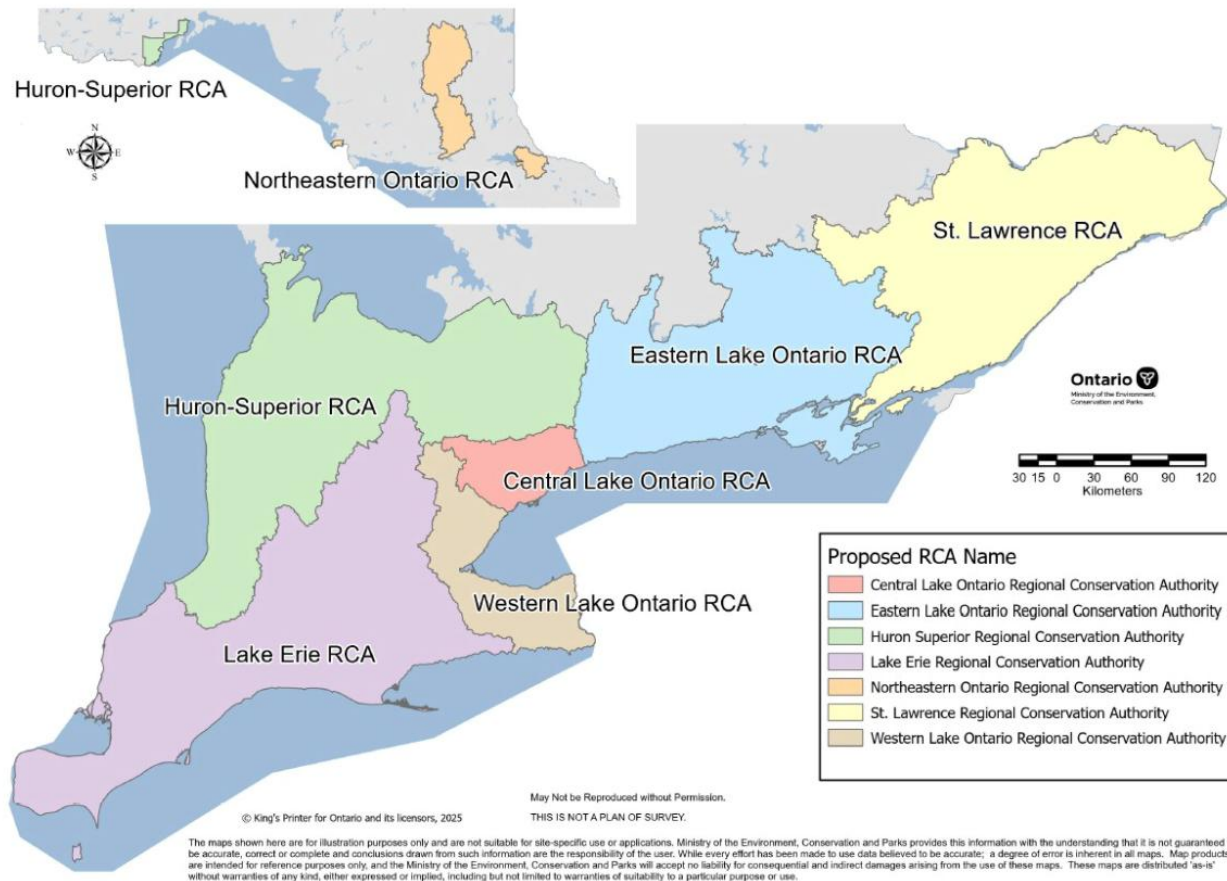 Huron-Superior RCA
N
W E
S
Northeastern Ontario RCA
St. Lawrence RCA
Eastern Lake Ontario RCA
Huron-Superior RCA
Ontario
Ministry of the Environment,
Conservation and Parks
30 15 0 30 60 90 120
Kilometers
Central Lake Ontario RCA
Western Lake Ontario RCA
Lake Erie RCA
Proposed RCA Name
Central Lake Ontario Regional Conservation Authority
Eastern Lake Ontario Regional Conservation Authority
Huron Superior Regional Conservation Authority
Lake Erie Regional Conservation Authority
Northeastern Ontario Regional Conservation Authority
St. Lawrence Regional Conservation Authority
Western Lake Ontario Regional Conservation Authority
May Not be Reproduced without Permission.
© King's Printer for Ontario and its licensors, 2025
THIS IS NOT A PLAN OF SURVEY.
The maps shown here are for illustration purposes only and are not suitable for site-specific use or applications. Ministry of the Environment, Conservation and Parks provides this information with the understanding that it is not guaranteed
be accurate, correct or complete and conclusions drawn from such information are the responsibility of the user. While every effort has been made to use data believed to be accurate; a degree of error is inherent in all maps. Map products
are intended for reference purposes only, and the Ministry of the Environment, Conservation and Parks will accept no liability for consequential and indirect damages arising from the use of these maps. These maps are distributed 'as-is'
without warranties of any kind, either expressed or implied, including but not limited to warranties of suitability to a particular purpose or use.